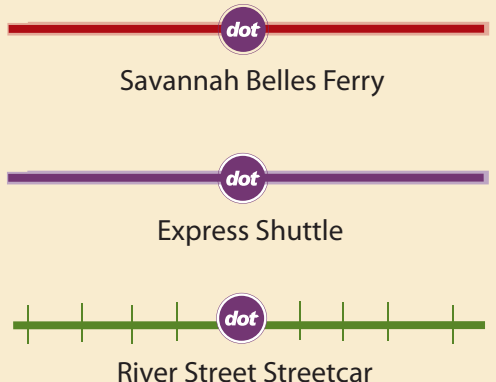 dot
Savannah Belles Ferry
dot
Express Shuttle
dot
River Street Streetcar